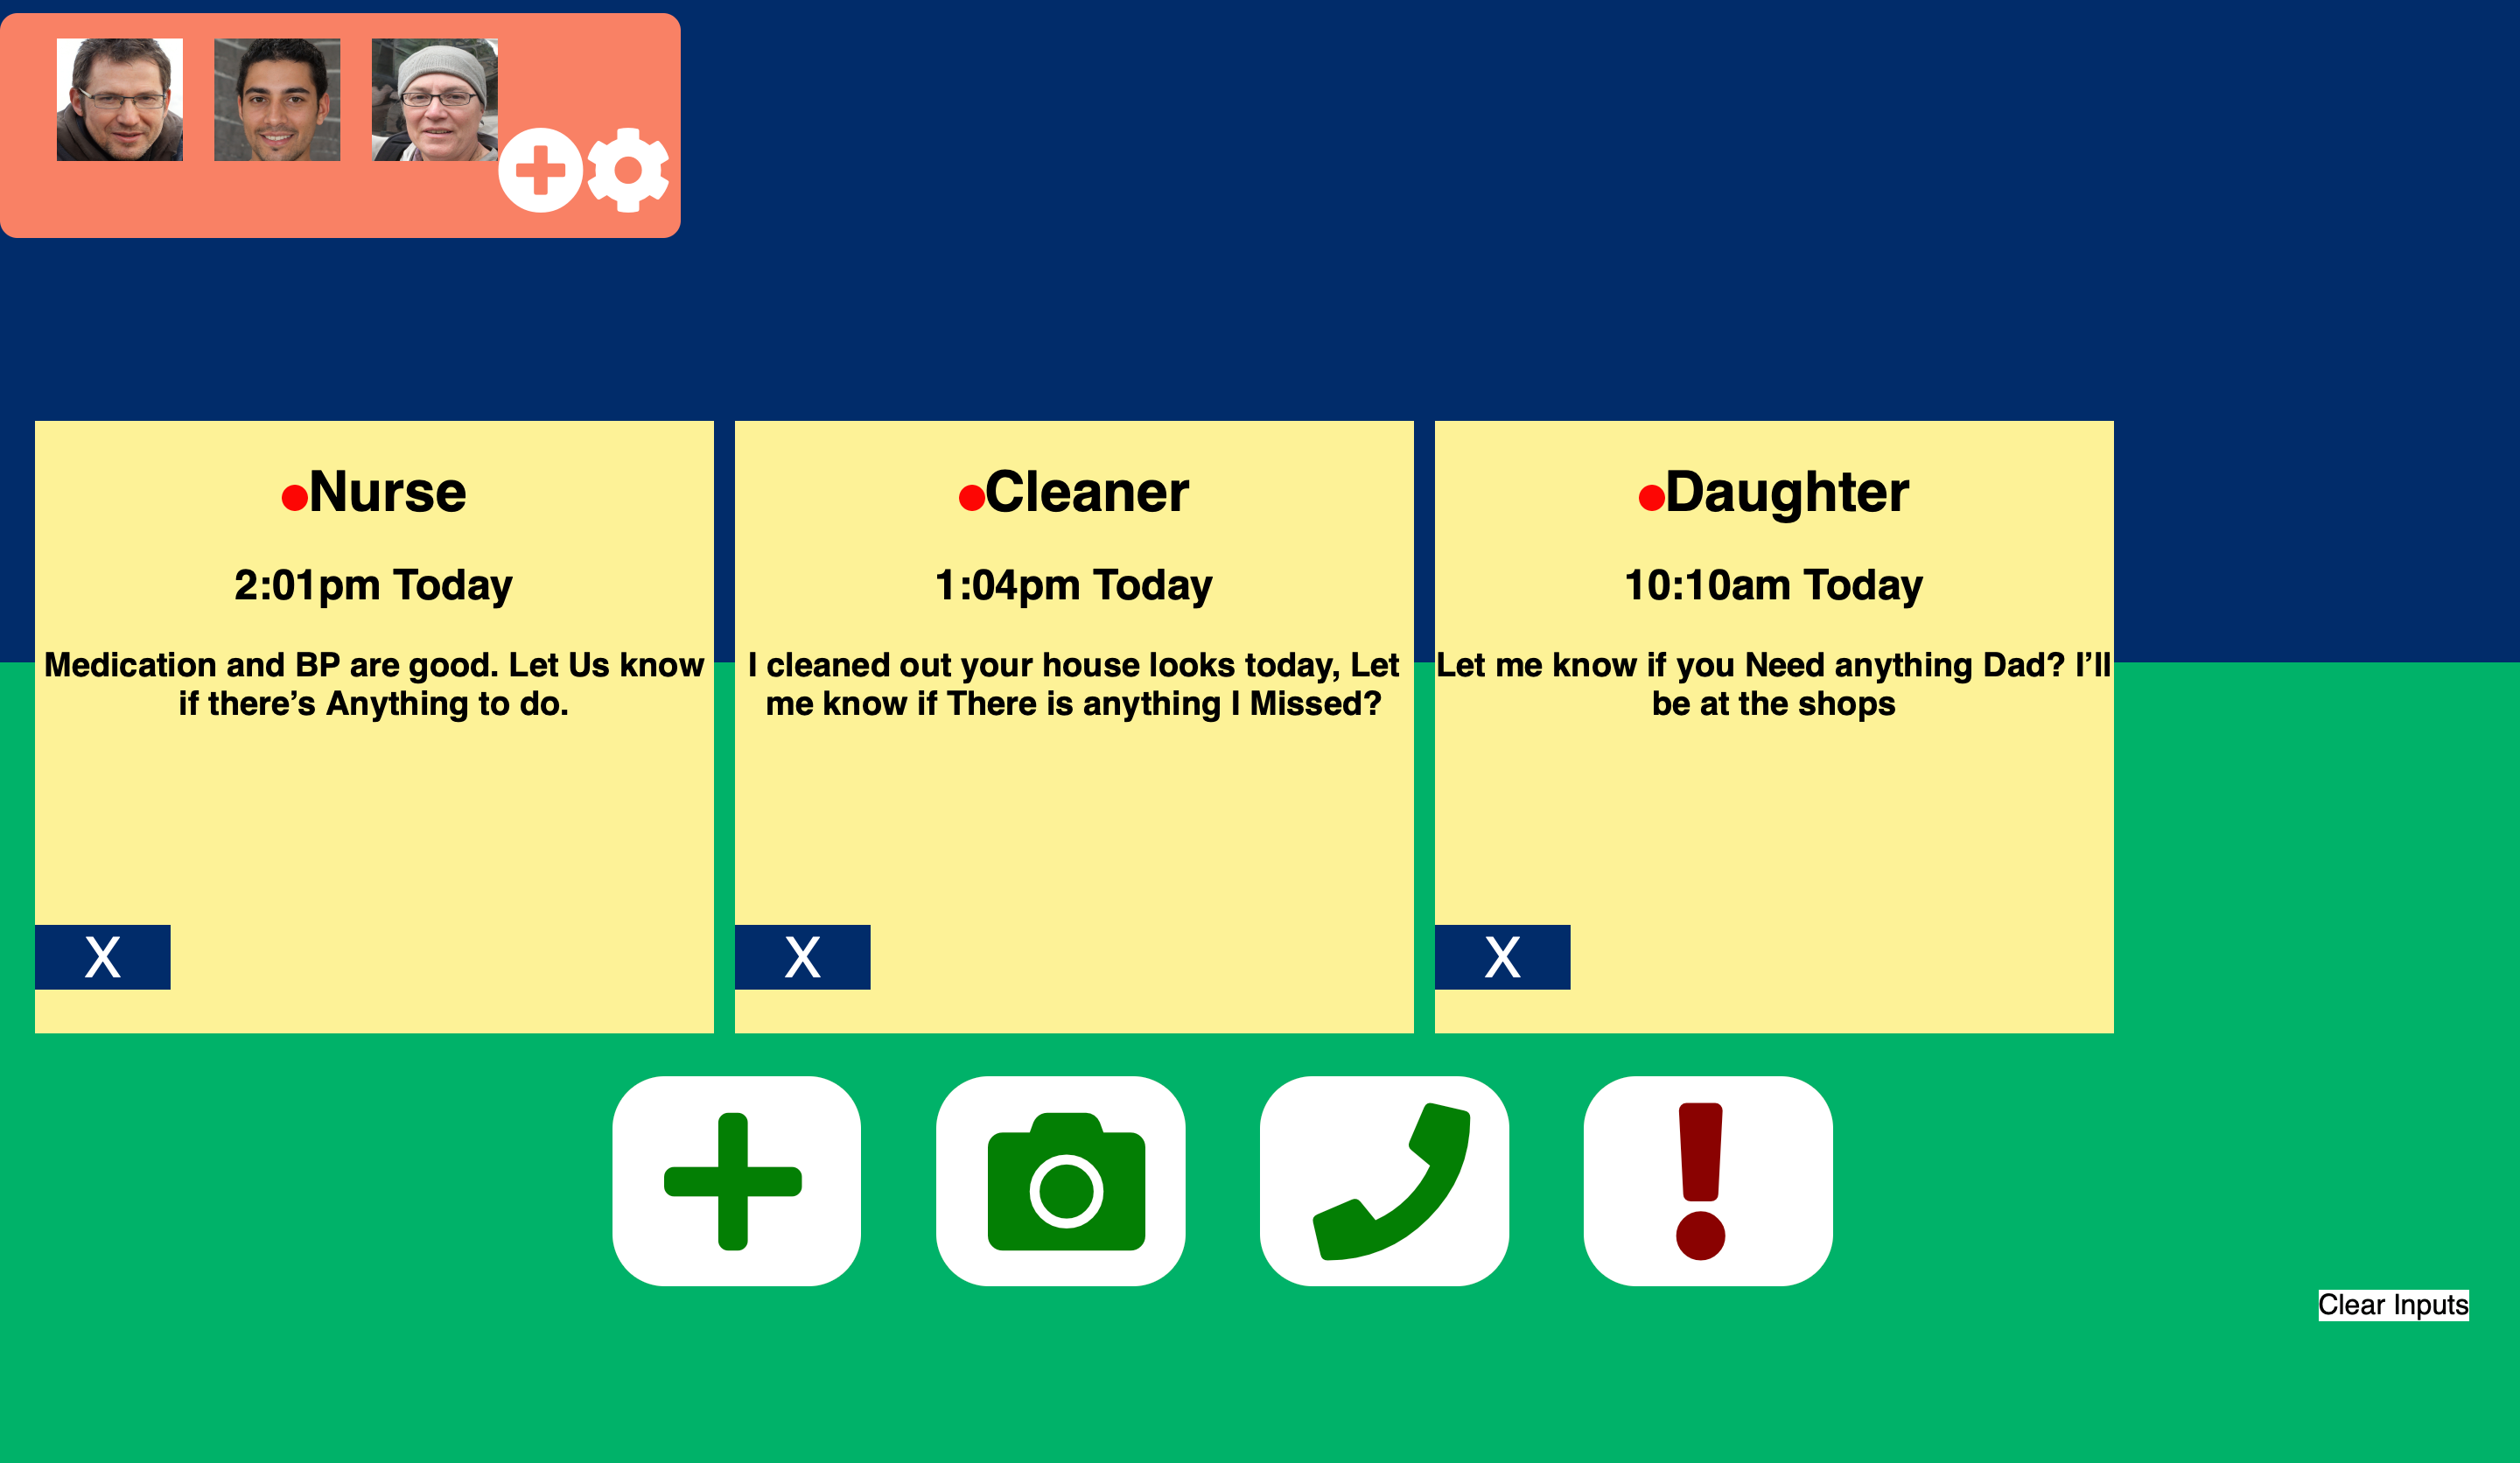 Nurse
2:01pm Today
Medication and BP are good. Let Us know
if there’s Anything to do.
X
Cleaner
1:04pm Today
I cleaned out your house looks today, Let
me know if There is anything I Missed?
X
Daughter
10:10am Today
Let me know if you Need anything Dad? I’ll
be at the shops
X
Clear Inputs